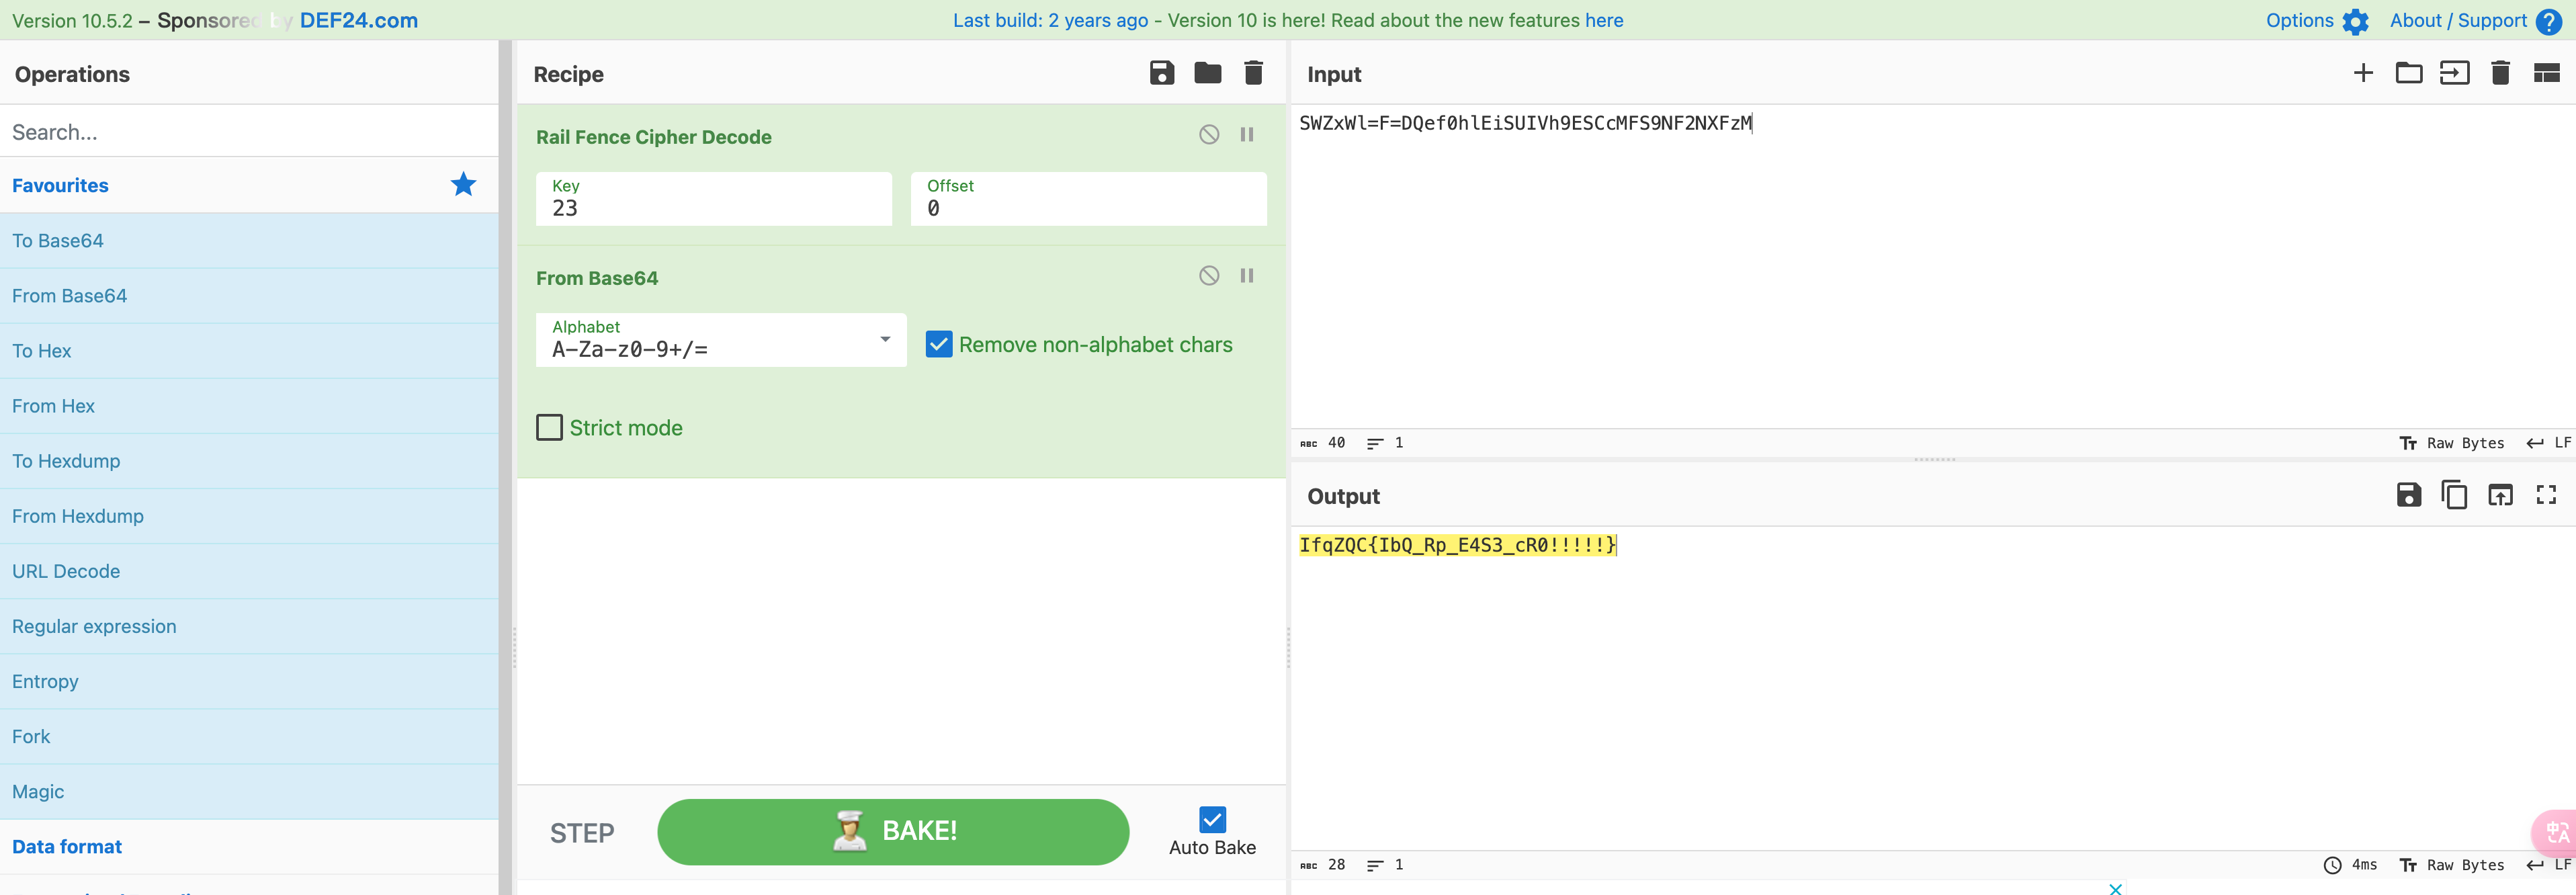 Version 10.5.2 – Sponsored by DEF24.com
Last build: 2 years ago - Version 10 is here! Read about the new features here
Options
About / Support
Operations
Search...
Favourites
To Base64
From Base64
To Hex
From Hex
To Hexdump
From Hexdump
URL Decode
Regular expression
Entropy
Fork
Magic
Data format
Recipe
Rail Fence Cipher Decode
Key
23
Offset
0
From Base64
Alphabet
A-Za-z0-9+/=
Remove non-alphabet chars
Strict mode
STEP
BAKE!
Auto Bake
Input
SWZxWl=F=DQef0hlEiSUIVh9ESCcMFS9NF2NXFzM
ABC 40 1
Tт Raw Bytes LF
Output
IfqZQC{IbQ_Rp_E4S3_cR0!!!!!}
ABC 28 1
4ms Tт Raw Bytes LF
中A